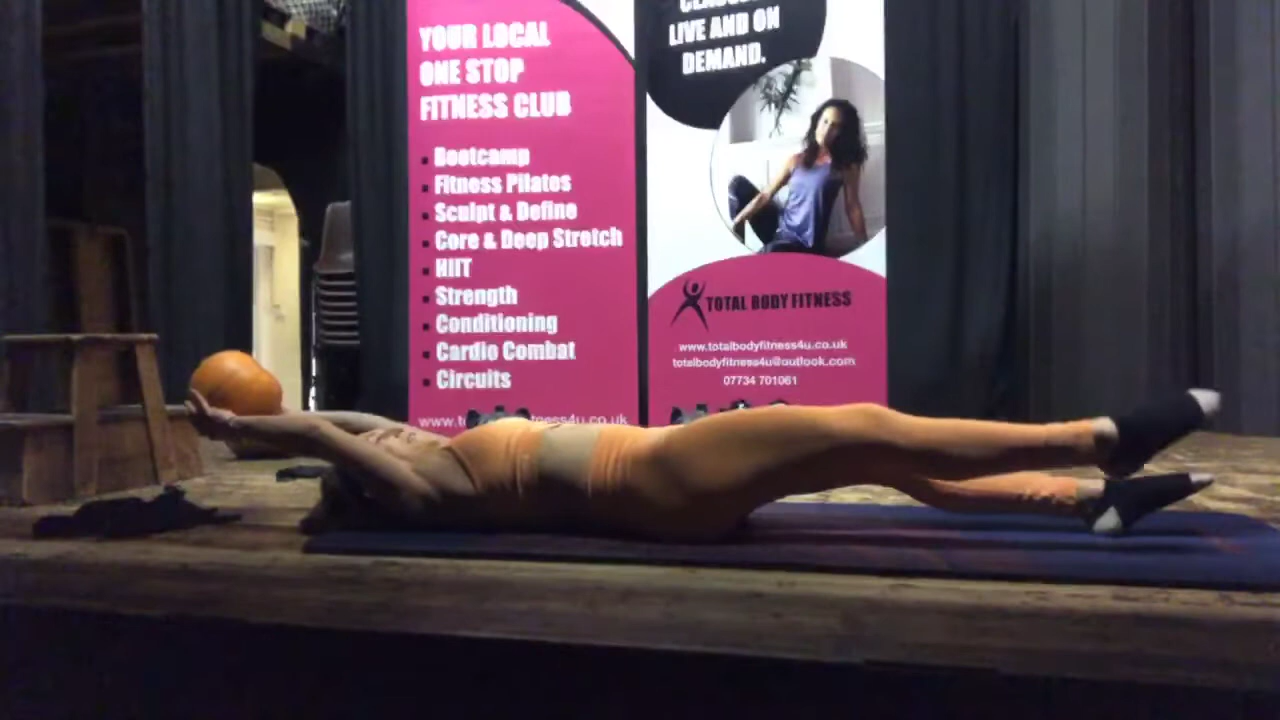 YOUR LOCAL
ONE STOP
FITNESS CLUB
▪ Bootcamp
▪ Fitness Pilates
▪ Sculpt & Define
▪ Core & Deep Stretch
▪ HIIT
▪ Strength
▪ Conditioning
▪ Cardio Combat
▪ Circuits
LIVE AND ON
DEMAND.
TOTAL BODY FITNESS
www.totalbodyfitness4u.co.uk
totalbodyfitness4u@outlook.com
07734 701061